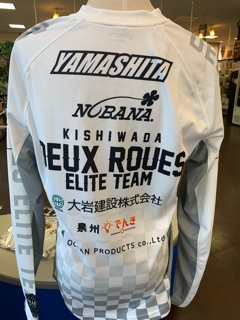 YAMASHITA
NOBANA
KISHIWADA
DEUX ROUES
ELITE TEAM
大岩建設株式会社
泉州でんき
OCEAN PRODUCTS co.,Ltd